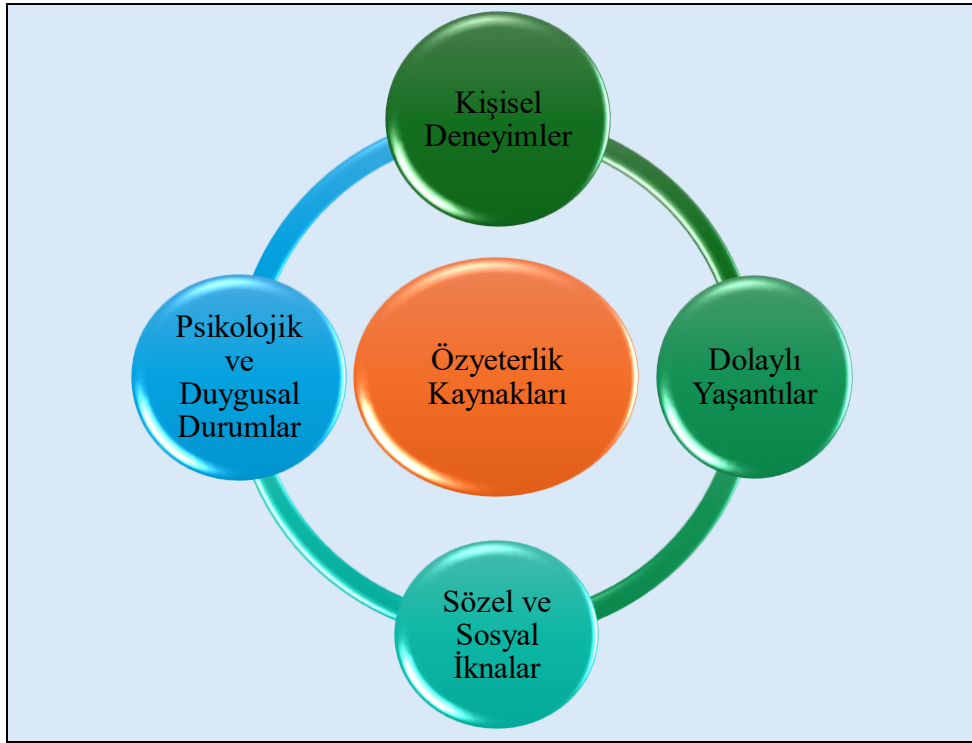 Kişisel
Deneyimler
Psikolojik
ve
Duygusal
Durumlar
Özyeterlik
Kaynakları
Dolaylı
Yaşantılar
Sözel ve
Sosyal
İknalar